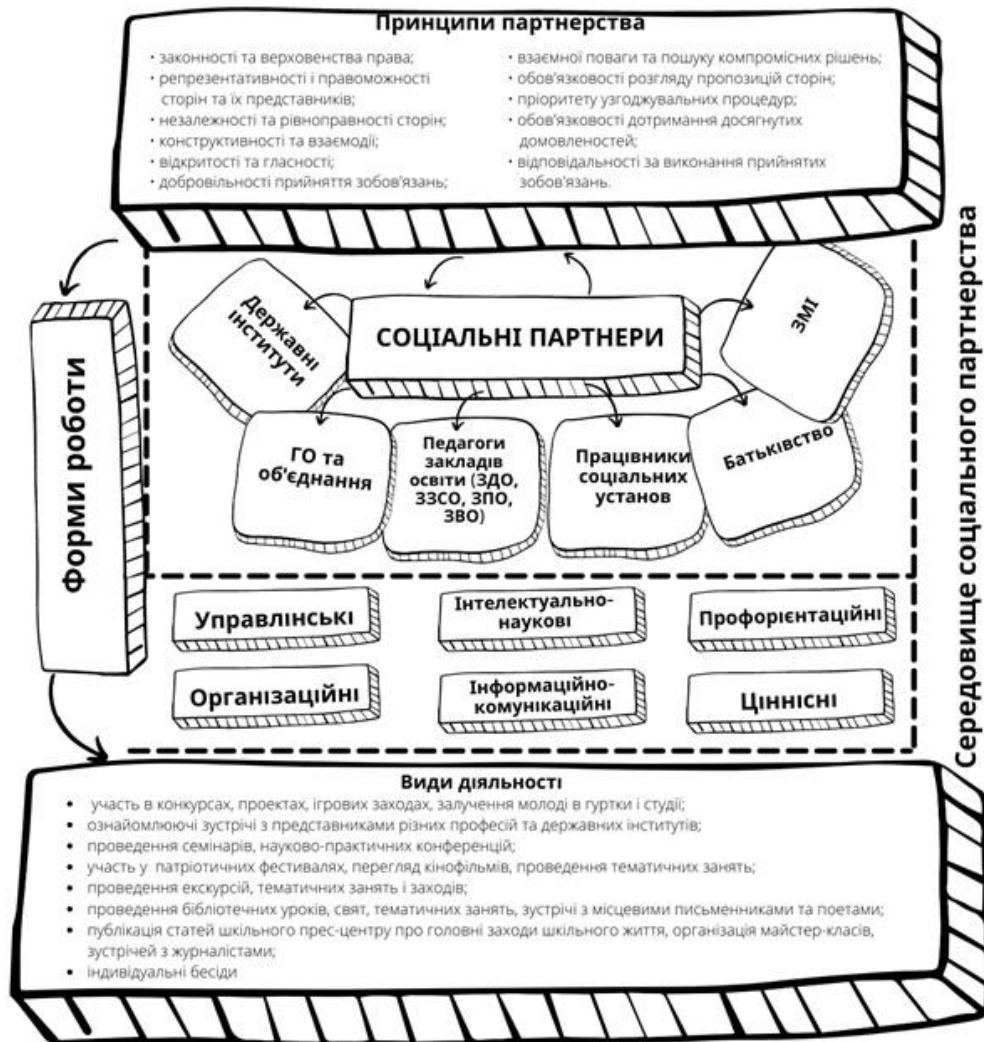 Принципи партнерства
· законності та верховенства права;
· репрезентативності і правоможності
сторін та їх представників;
· незалежності та рівноправності сторін;
· конструктивності та взаємодії;
· відкритості та гласності;
· добровільності прийняття зобов'язань;
· взаємної поваги та пошуку компромісних рішень;
· обов'язковості розгляду пропозицій сторін;
· пріоритету узгоджувальних процедур;
· обов'язковості дотримання досягнутих
домовленостей;
· відповідальності за виконання прийнятих
зобов'язань.
Форми роботи
СОЦІАЛЬНІ ПАРТНЕРИ
Державні
інститути
ГО та
об'єднання
Педагоги
закладів
освіти (ЗДО,
ЗЗСО, ЗПО,
ЗВО)
Працівники
соціальних
установ
Батьківство
ЗМІ
Середовище соціального партнерства
Управлінські
Інтелектуально-
наукові
Профорієнтаційні
Організаційні
Інформаційно-
комунікаційні
Ціннісні
Види діяльності
• участь в конкурсах, проектах, ігрових заходах, залучення молоді в гуртки і студії;
• ознайомлюючі зустрічі з представниками різних професій та державних інститутів;
• проведення семінарів, науково-практичних конференцій;
• участь у патріотичних фестивалях, перегляд кінофільмів, проведення тематичних занять;
• проведення екскурсій, тематичних занять і заходів;
• проведення бібліотечних уроків, свят, тематичних занять, зустрічі з місцевими письменниками та поетами;
• публікація статей шкільного прес-центру про головні заходи шкільного життя, організація майстер-класів,
зустрічей з журналістами;
• індивідуальні бесіди